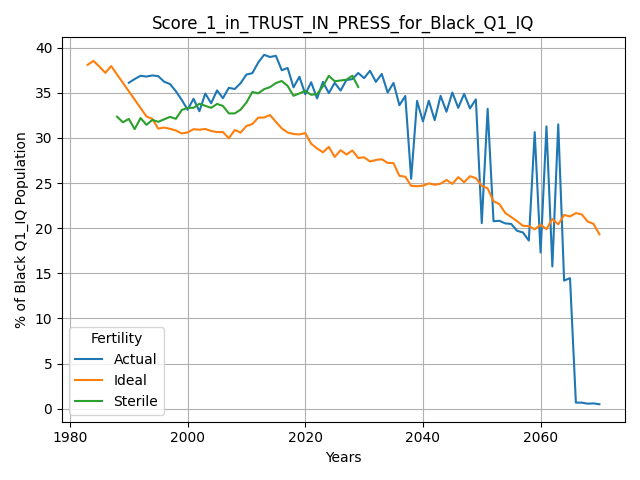 Score_1_in_TRUST_IN_PRESS_for_Black_Q1_IQ
% of Black Q1_IQ Population
40
35
30
25
20
15
10
5
0
Fertility
Actual
Ideal
Sterile
1980
2000
2020
2040
2060
Years